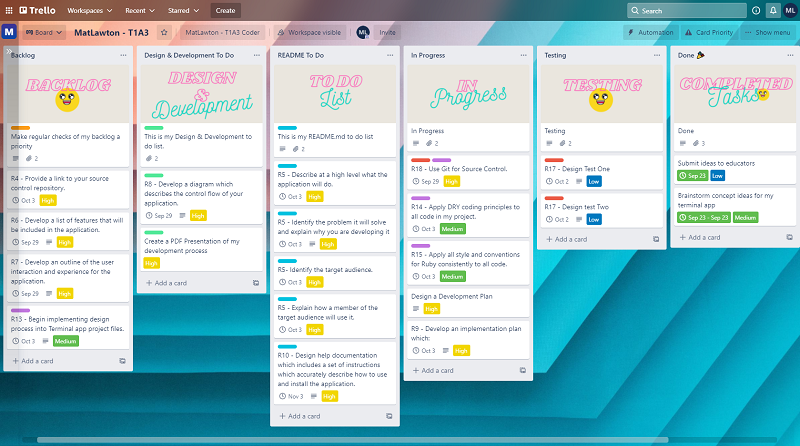 Trello
Workspaces
Recent
Starred
Create
Search
ML
M
Board
MatLawton - T1A3
MatLawton - T1A3 Coder
Workspace visible
ML
Invite
Automation
Card Priority
Show menu
Backlog
BACKLOG
Make regular checks of my backlog a
priority
2
R4 - Provide a link to your source
control repository.
Oct 3 High
R6 - Develop a list of features that will
be included in the application.
Sep 29 High
R7 - Develop an outline of the user
interaction and experience for the
application.
Sep 29 High
R13 - Begin implementing design
process into Terminal app project files.
Oct 3 Medium
+ Add a card
Design & Development To Do
DESIGN
&
Development
This is my Design & Development to
do list.
2
R8 - Develop a diagram which
describes the control flow of your
application.
Sep 29 High
Create a PDF Presentation of my
development process
High
+ Add a card
README To Do
TO DO
List
This is my README.md to do list
2
R5 - Describe at a high level what the
application will do.
Oct 3 High
R5 - Identify the problem it will solve
and explain why you are developing it
Oct 3 High
R5- Identify the target audience.
Oct 3 High
R5 - Explain how a member of the
target audience will use it.
Oct 3 High
R10 - Design help documentation
which includes a set of instructions
which accurately describe how to use
and install the application.
Nov 3 High
+ Add a card
In Progress
IN
Progress
In Progress
2
R18 - Use Git for Source Control.
Sep 29 High
R14 - Apply DRY coding principles to
all code in my project.
Oct 3 Medium
R15 - Apply all style and conventions
for Ruby consistently to all code.
Oct 3 Medium
Design a Development Plan
High
R9 - Develop an implementation plan
which:
Oct 3 High
+ Add a card
Testing
TESTING
Testing
2
R17 - Design Test One
Oct 2 Low
R17 - Design test Two
Oct 2 Low
+ Add a card
Done
COMPLETED
Tasks
Done
3
Submit ideas to educators
Sep 23 Low
Brainstorm concept ideas for my
terminal app
Sep 23 - Sep 23 Medium
+ Add a card